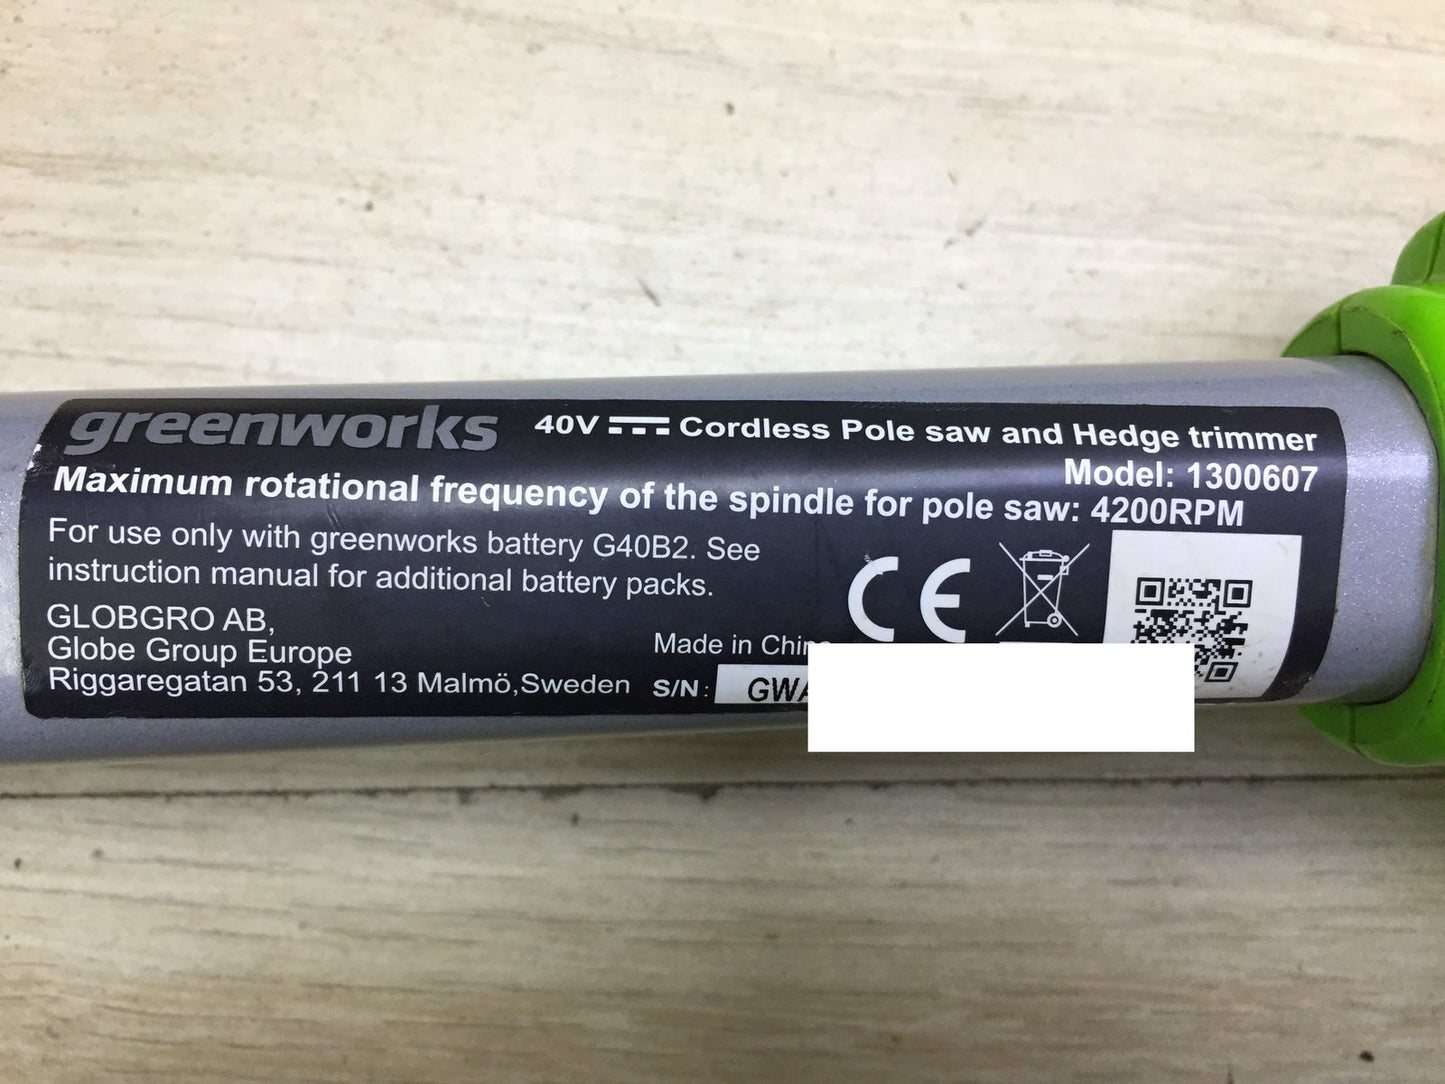 greenworks 40V Cordless Pole saw and Hedge trimmer
Model: 1300607
Maximum rotational frequency of the spindle for pole saw: 4200RPM
For use only with greenworks battery G40B2. See
instruction manual for additional battery packs.
GLOBGRO AB,
Globe Group Europe
Riggaregatan 53, 211 13 Malmö,Sweden
CE
Made in
S/N: